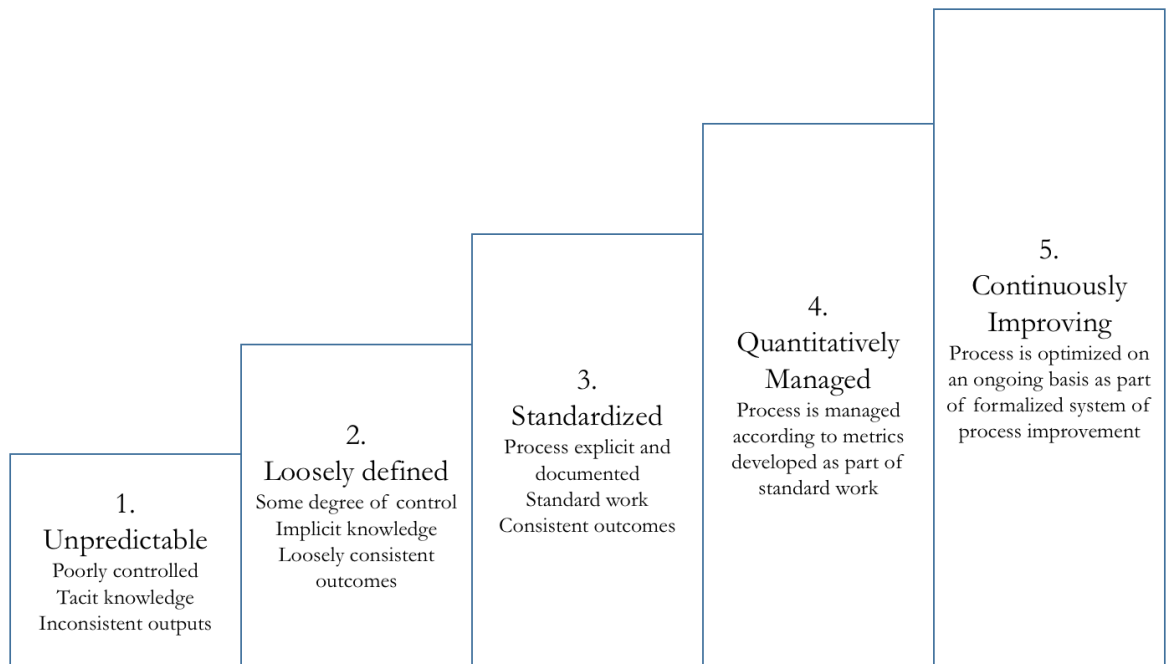 1.
Unpredictable
Poorly controlled
Tacit knowledge
Inconsistent outputs
2.
Loosely defined
Some degree of control
Implicit knowledge
Loosely consistent
outcomes
3.
Standardized
Process explicit and
documented
Standard work
Consistent outcomes
4.
Quantitatively
Managed
Process is managed
according to metrics
developed as part of
standard work
5.
Continuously
Improving
Process is optimized on
an ongoing basis as part
of formalized system of
process improvement